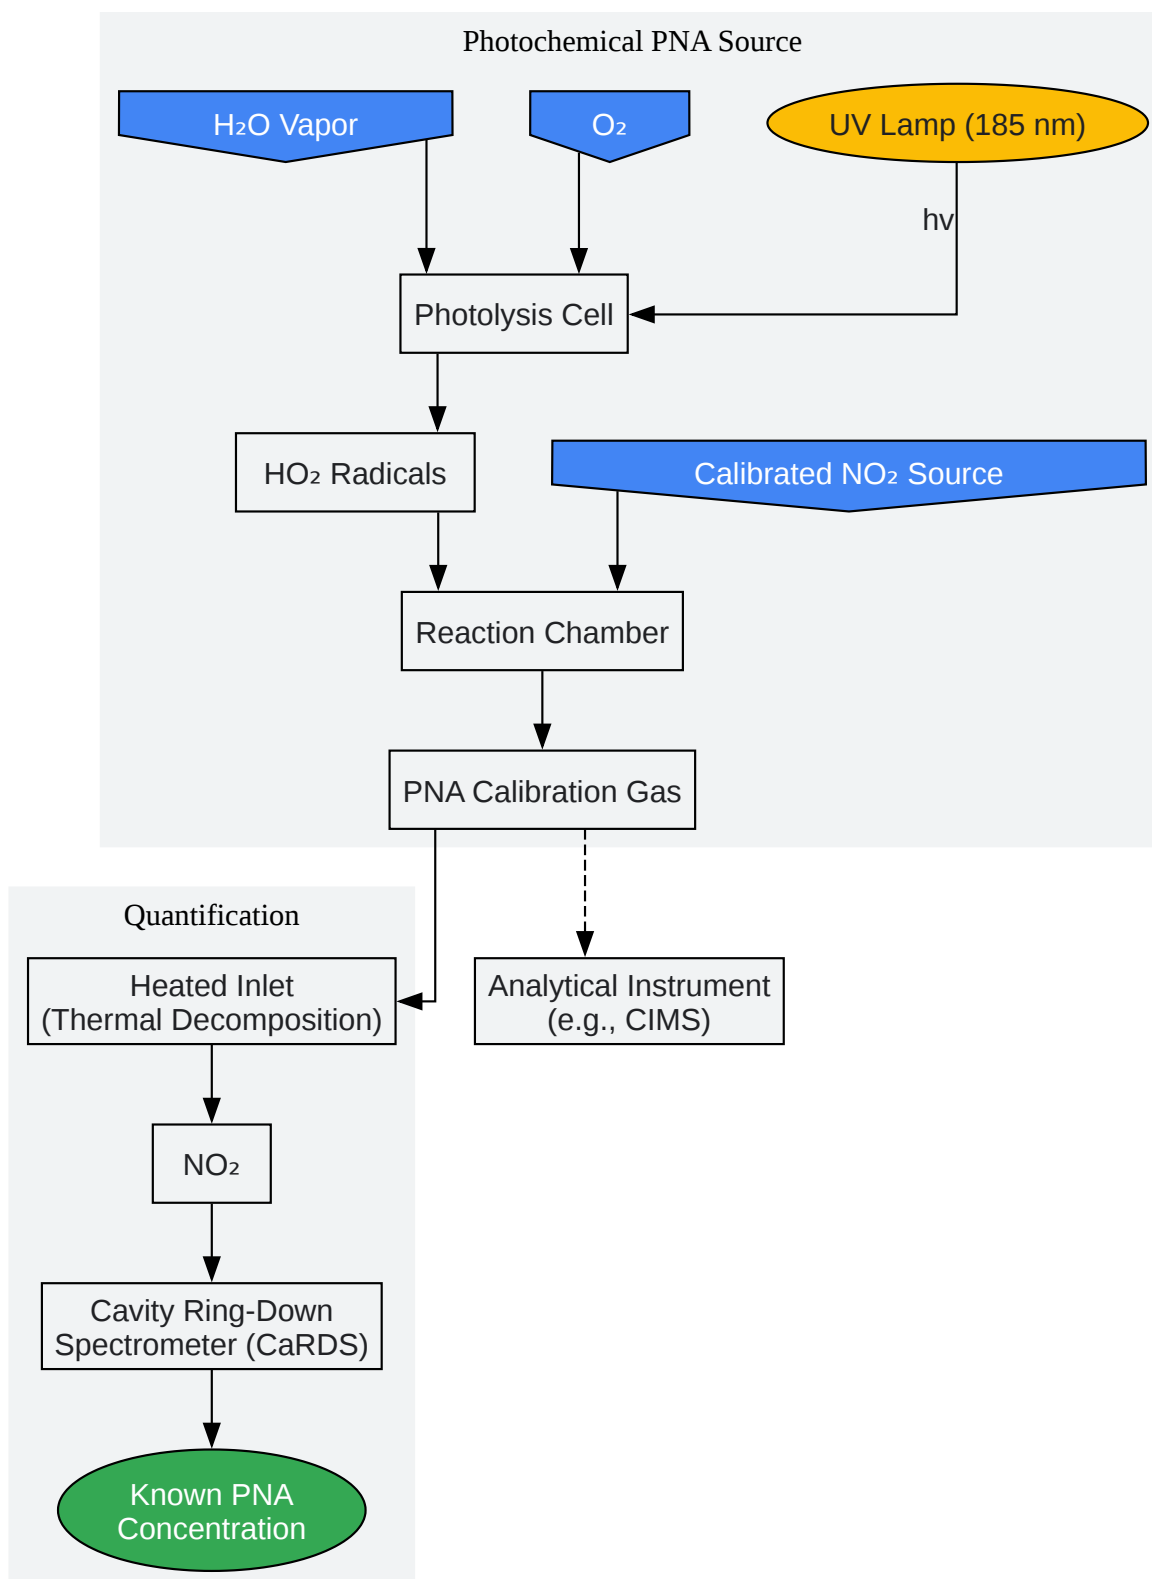 Photochemical PNA Source
H₂O Vapor
O₂
UV Lamp (185 nm)
hv
Photolysis Cell
HO₂ Radicals
Calibrated NO₂ Source
Reaction Chamber
PNA Calibration Gas
Quantification
Heated Inlet
(Thermal Decomposition)
Analytical Instrument
(e.g., CIMS)
NO₂
Cavity Ring-Down
Spectrometer (CaRDS)
Known PNA
Concentration